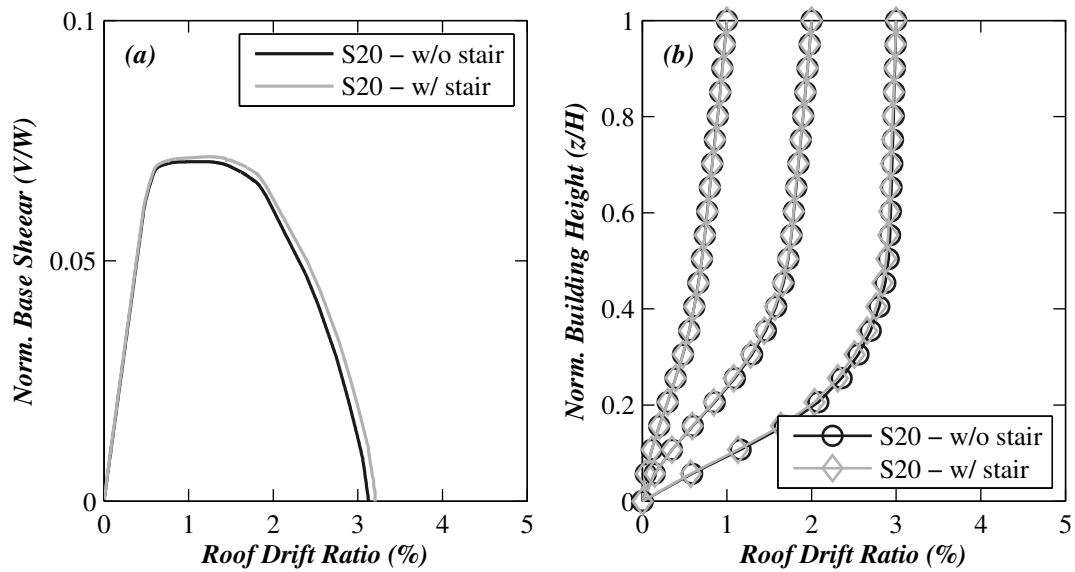 0.1
(a)
S20 – w/o stair
S20 – w/ stair
Norm. Base Sheear (V/W)
0.05
0
0 1 2 3 4 5
Roof Drift Ratio (%)
1
(b)
0.8
Norm. Building Height (z/H)
0.6
0.4
0.2
S20 – w/o stair
S20 – w/ stair
0
0 1 2 3 4 5
Roof Drift Ratio (%)